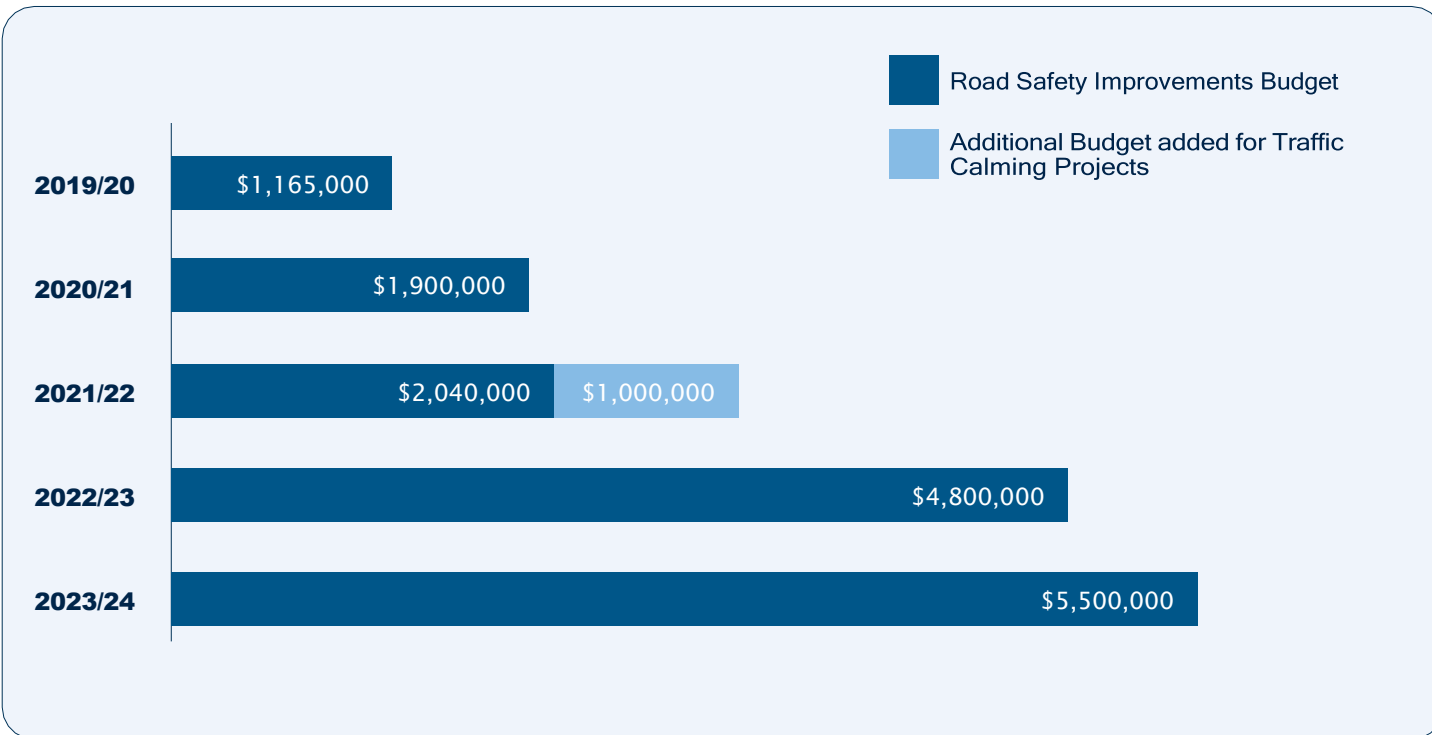 Road Safety Improvements Budget
Additional Budget added for Traffic
Calming Projects
2019/20 $1,165,000
2020/21 $1,900,000
2021/22 $2,040,000 $1,000,000
2022/23 $4,800,000
2023/24 $5,500,000